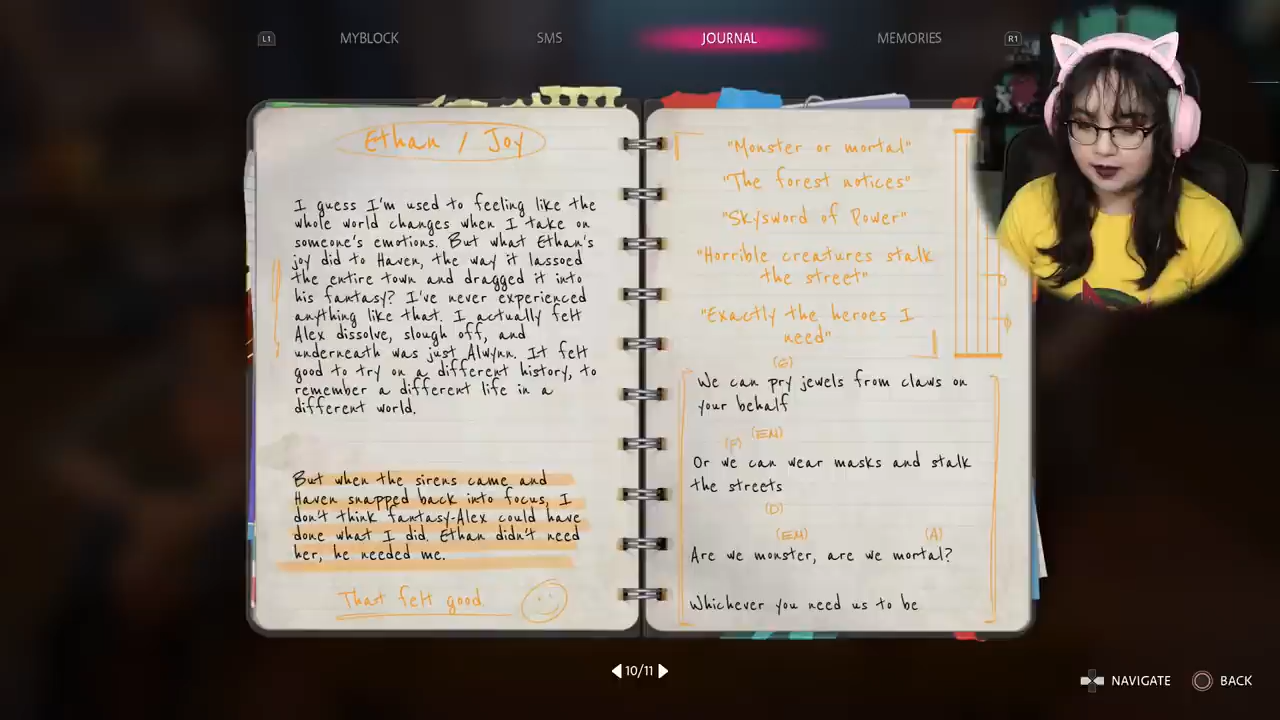 L1
MYBLOCK
SMS
JOURNAL
MEMORIES
R1
Ethan / Joy
I guess I'm used to feeling like the
whole world changes when I take on
someone's emotions. But what Ethan's
joy did to Haven, the way it lassoed
the entire town and dragged it into
his fantasy? I've never experienced
anything like that. I actually felt
Alex dissolve, slough off, and
underneath was just Alwynn. It felt
good to try on a different history, to
remember a different life in a
different world.
But when the sirens came and
Haven snapped back into focus, I
don't think fantasy-Alex could have
done what I did. Ethan didn't need
her, he needed me.
That felt good.
"Monster or mortal"
"The forest notices"
"Skysword of Power"
"Horrible creatures stalk
the street"
"Exactly the heroes I
need"
(G)
We can pry jewels from claws on
your behalf
(F) (EM)
Or we can wear masks and stalk
the streets
(D)
(EM) (A)
Are we monster, are we mortal?
Whichever you need us to be
10/11
NAVIGATE
BACK